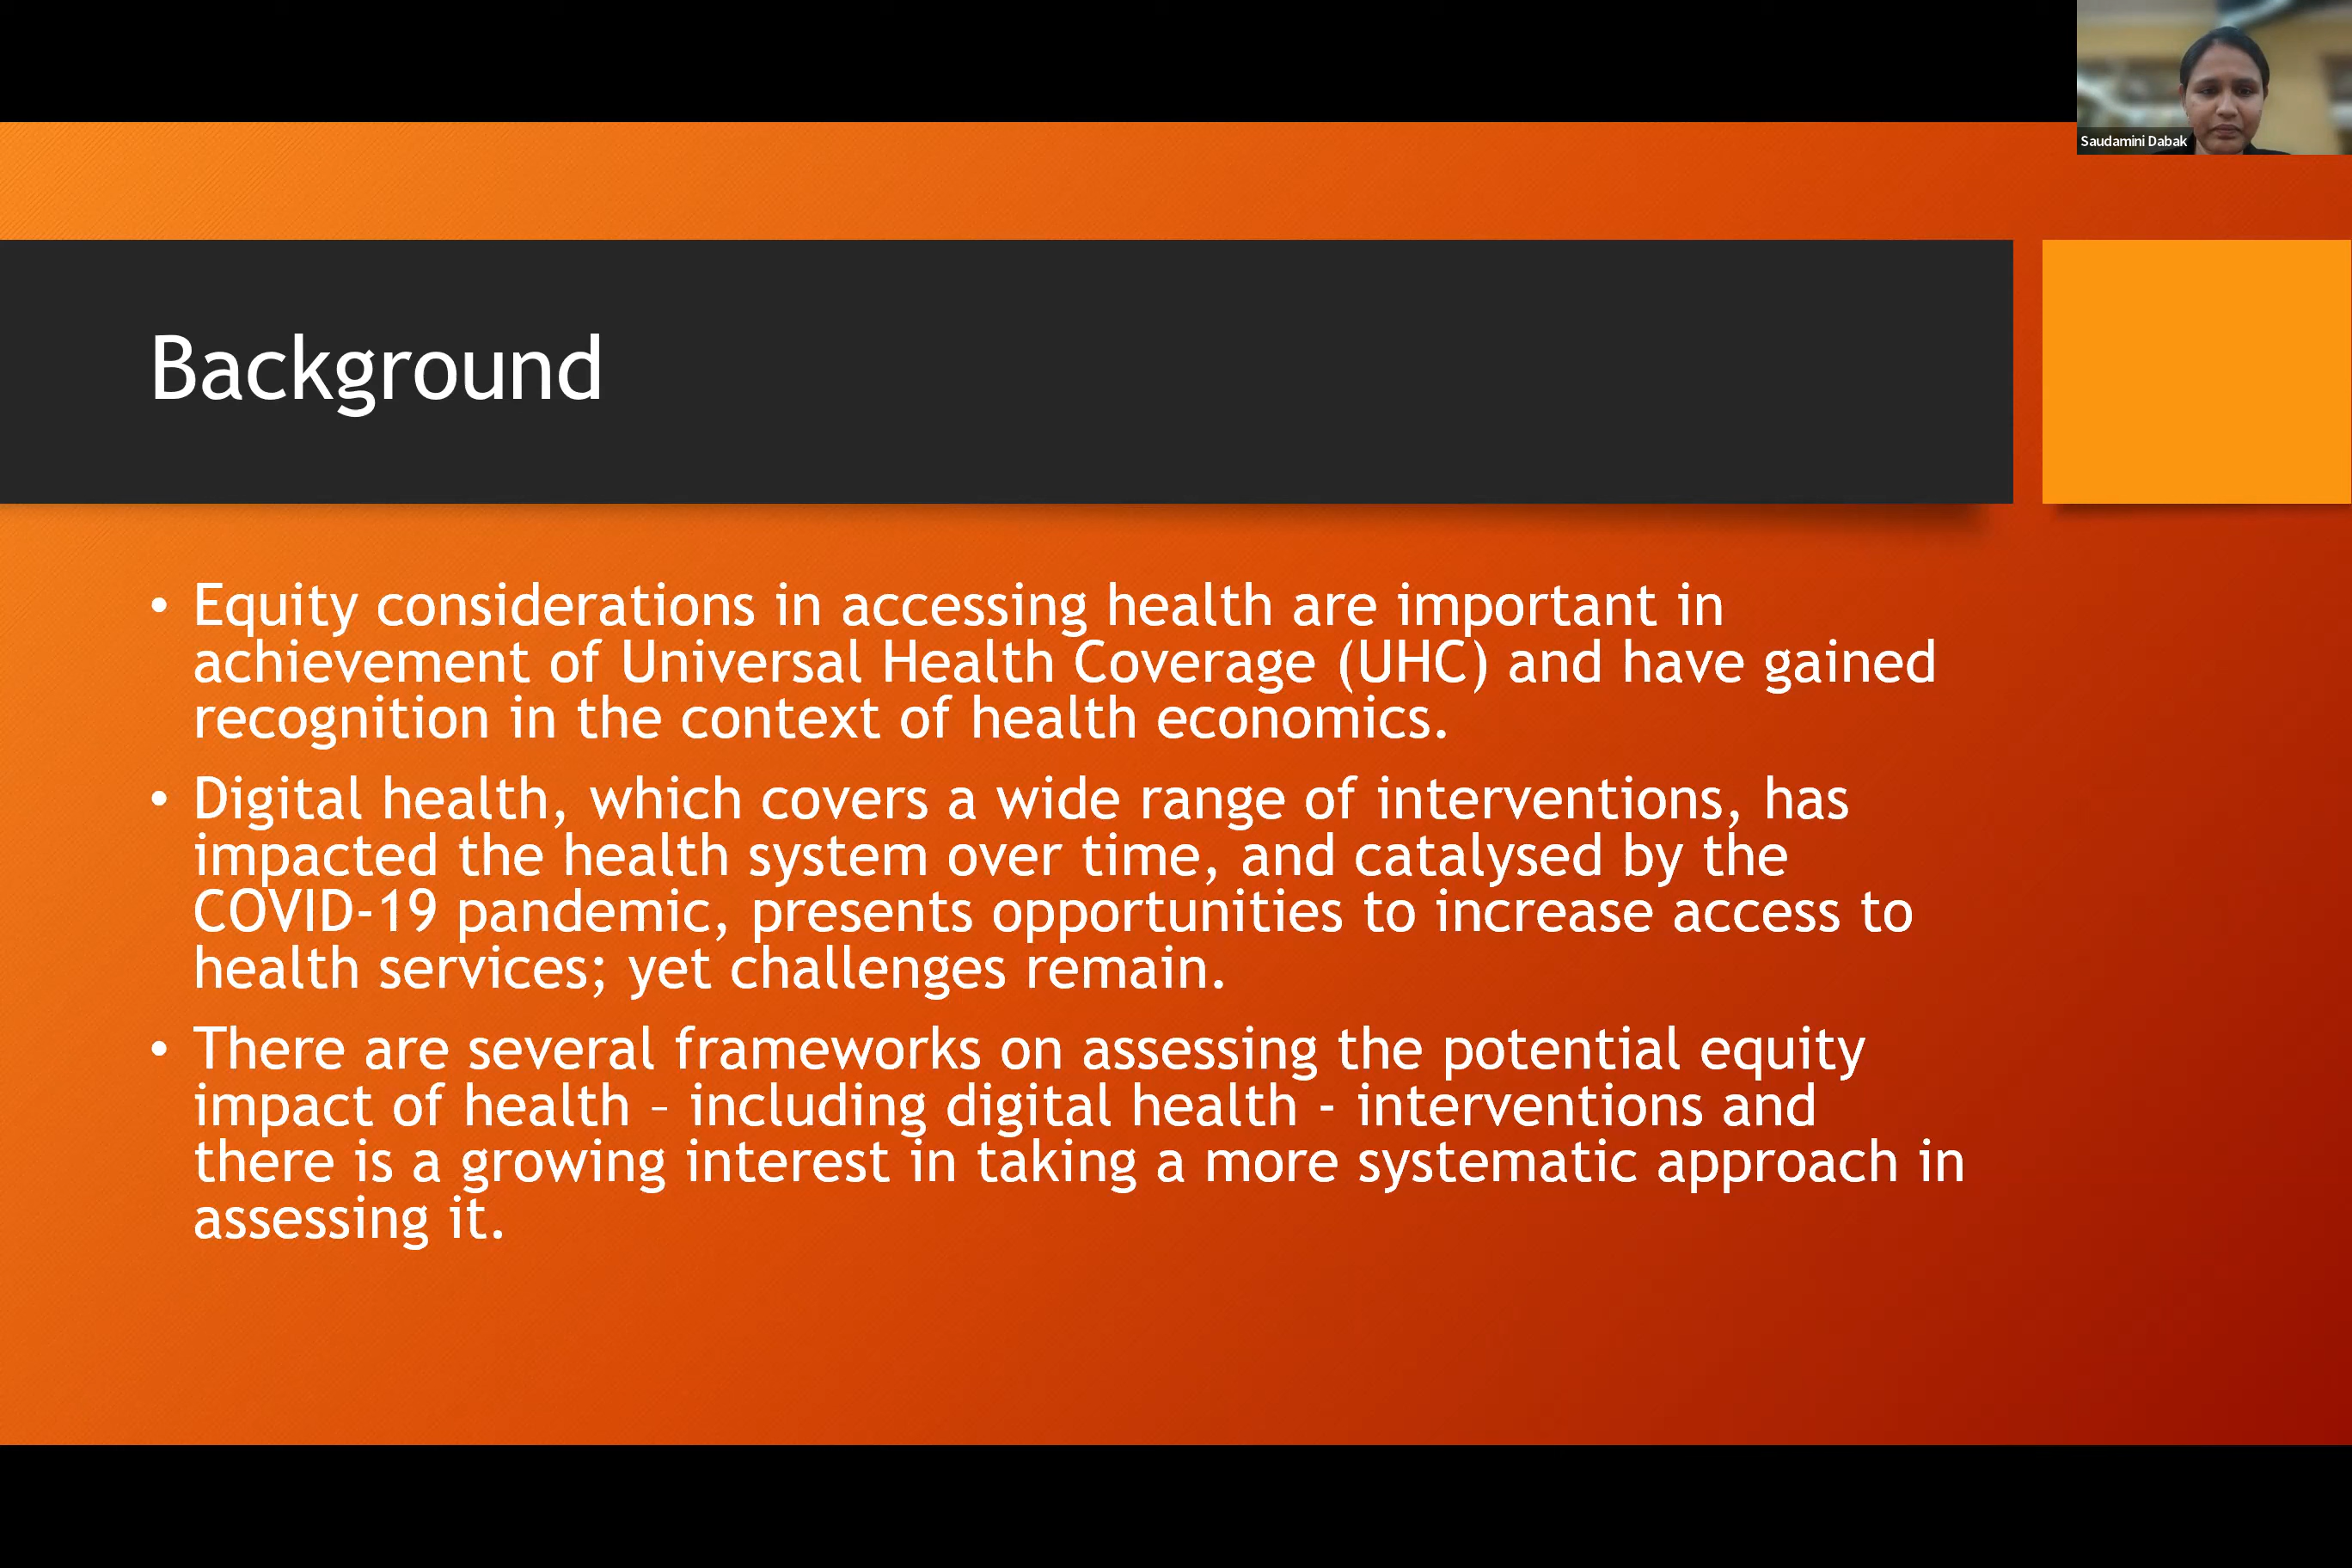 Saudamini Dabak
Background
• Equity considerations in accessing health are important in
achievement of Universal Health Coverage (UHC) and have gained
recognition in the context of health economics.
• Digital health, which covers a wide range of interventions, has
impacted the health system over time, and catalysed by the
COVID-19 pandemic, presents opportunities to increase access to
health services; yet challenges remain.
• There are several frameworks on assessing the potential equity
impact of health – including digital health - interventions and
there is a growing interest in taking a more systematic approach in
assessing it.